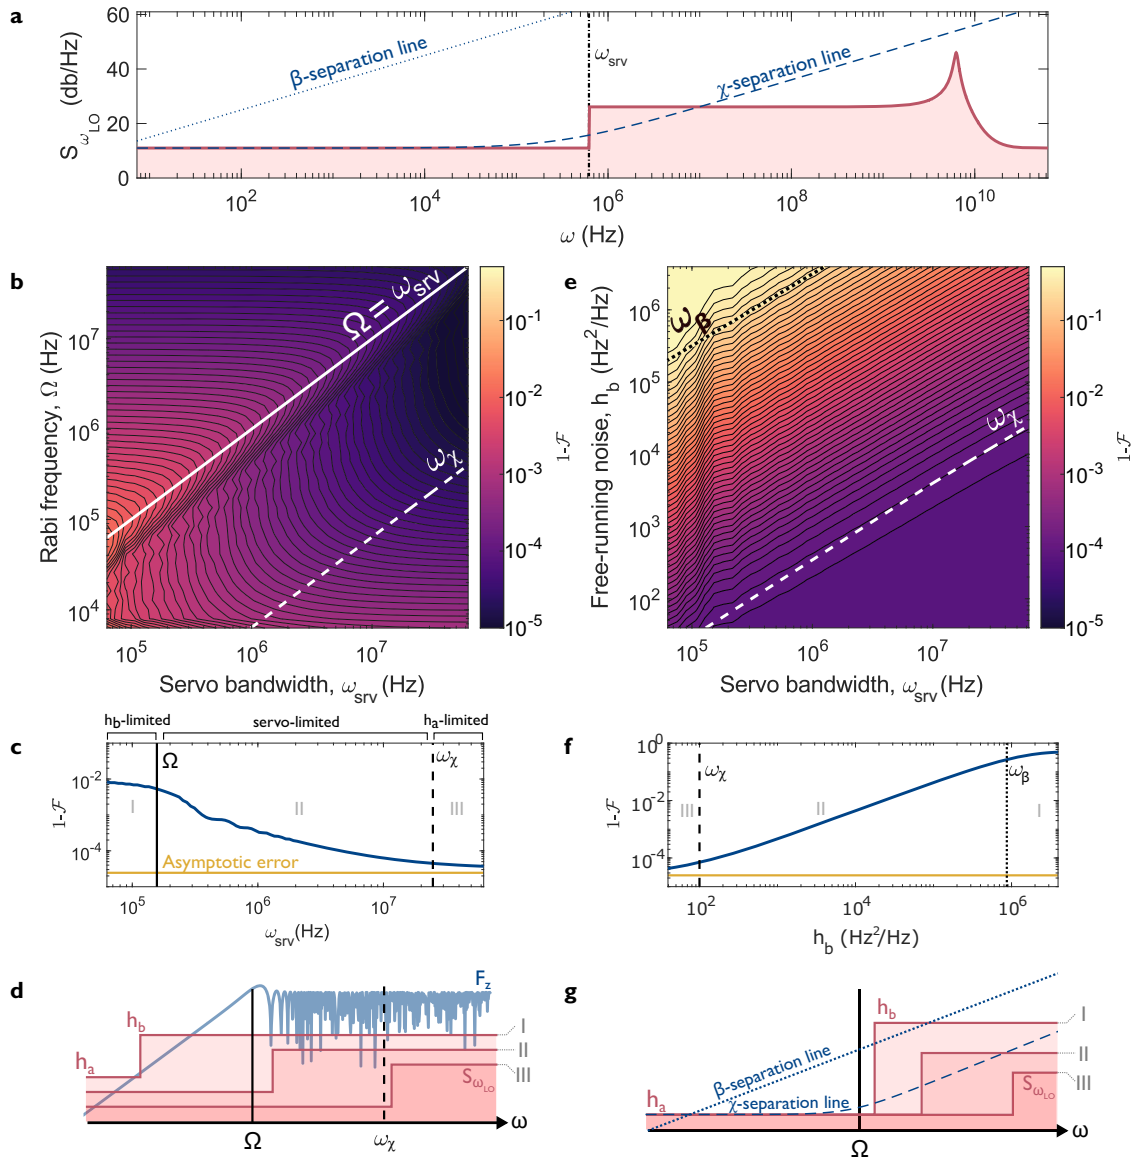 a
S_ω_LO (db/Hz)
60
40
20
0
β-separation line
ω_srv
χ-separation line
10^2
10^4
10^6
10^8
10^10
ω (Hz)
b
Rabi frequency, Ω (Hz)
10^7
10^6
10^5
10^4
Ω = ω_srv
ω_χ
10^5
10^6
10^7
Servo bandwidth, ω_srv (Hz)
10^-1
10^-2
10^-3
10^-4
10^-5
1-F
e
Free-running noise, h_b (Hz^2/Hz)
10^6
10^5
10^4
10^3
10^2
ω_β
ω_χ
10^5
10^6
10^7
Servo bandwidth, ω_srv (Hz)
10^-1
10^-2
10^-3
10^-4
10^-5
1-F
h_b-limited
servo-limited
h_a-limited
c
1-F
10^-2
10^-4
Ω
ω_χ
I
II
III
Asymptotic error
10^5
10^6
10^7
ω_srv (Hz)
f
1-F
10^0
10^-2
10^-4
ω_χ
ω_β
III
II
I
10^2
10^4
10^6
h_b (Hz^2/Hz)
d
F_z
h_b
h_a
I
II
III
S_ω_LO
ω
Ω
ω_χ
g
h_b
I
β-separation line
II
III
χ-separation line
S_ω_LO
h_a
ω
Ω